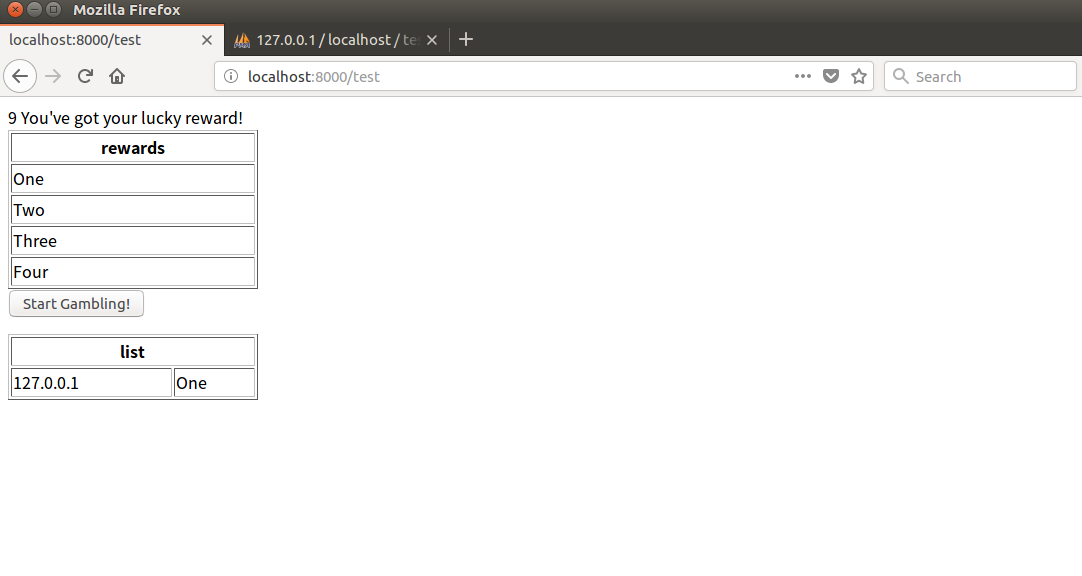 Mozilla Firefox
localhost:8000/test
127.0.0.1 / localhost / te
localhost:8000/test
Search
9 You've got your lucky reward!
rewards
One
Two
Three
Four
Start Gambling!
list
127.0.0.1 One